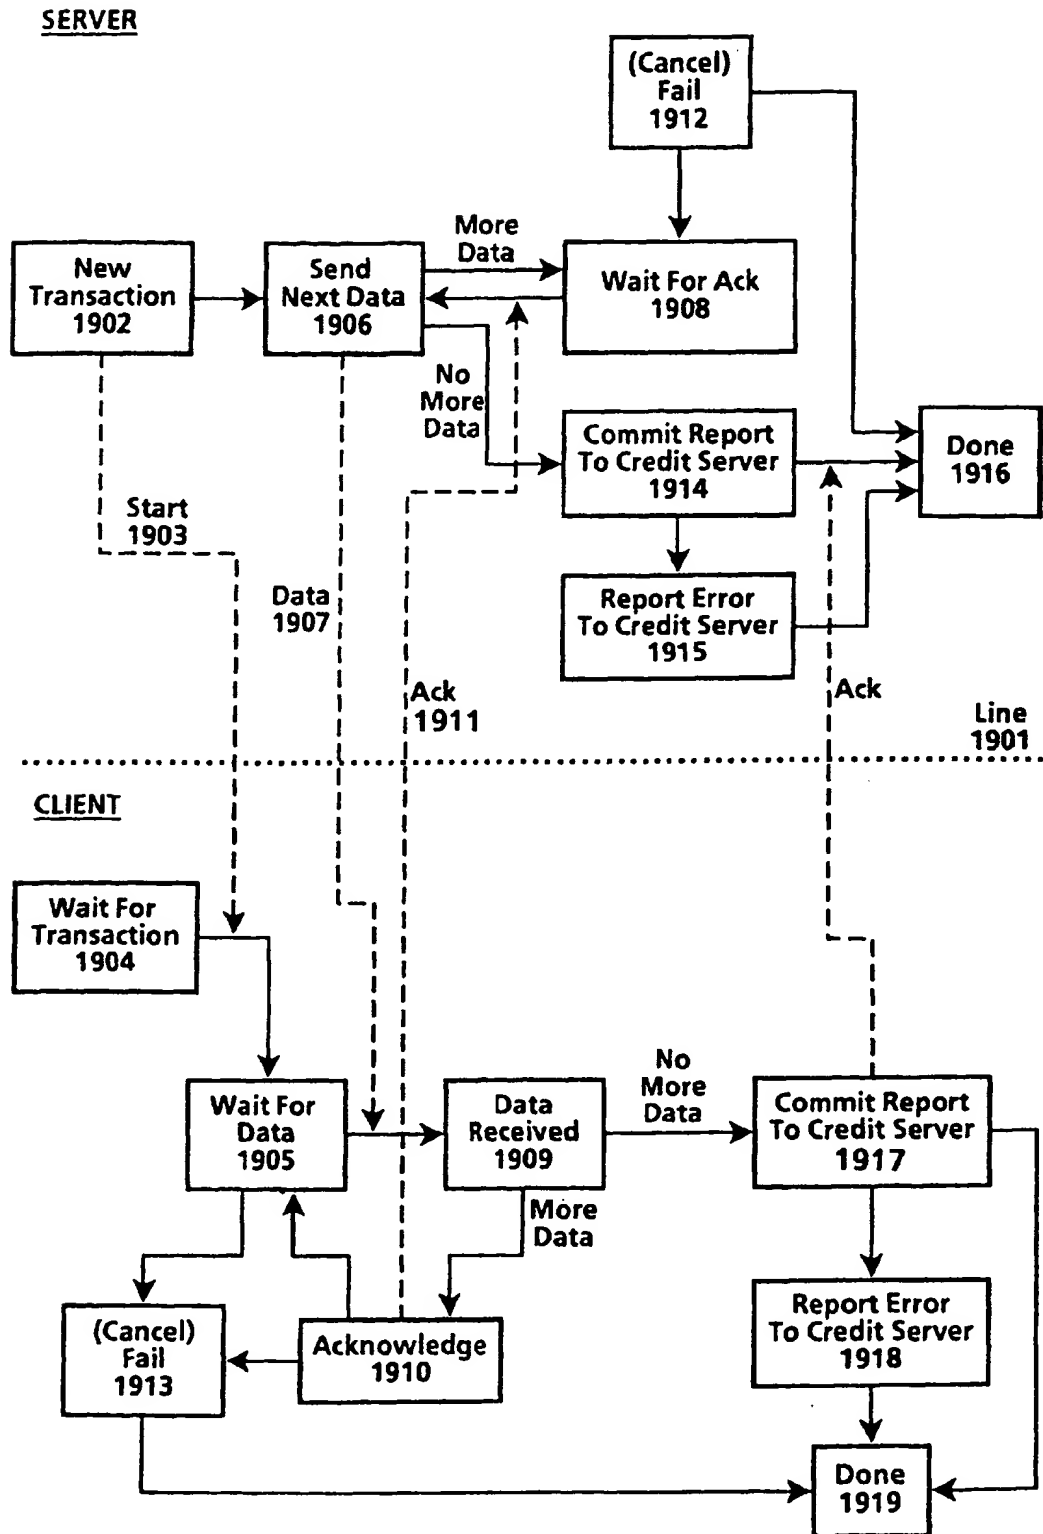 SERVER
(Cancel)
Fail
1912
New
Transaction
1902
Send
Next Data
1906
More
Data
Wait For Ack
1908
No
More
Data
Commit Report
To Credit Server
1914
Done
1916
Start
1903
Data
1907
Report Error
To Credit Server
1915
Ack
1911
Ack
Line
1901
CLIENT
Wait For
Transaction
1904
Wait For
Data
1905
Data
Received
1909
No
More
Data
Commit Report
To Credit Server
1917
More
Data
(Cancel)
Fail
1913
Acknowledge
1910
Report Error
To Credit Server
1918
Done
1919